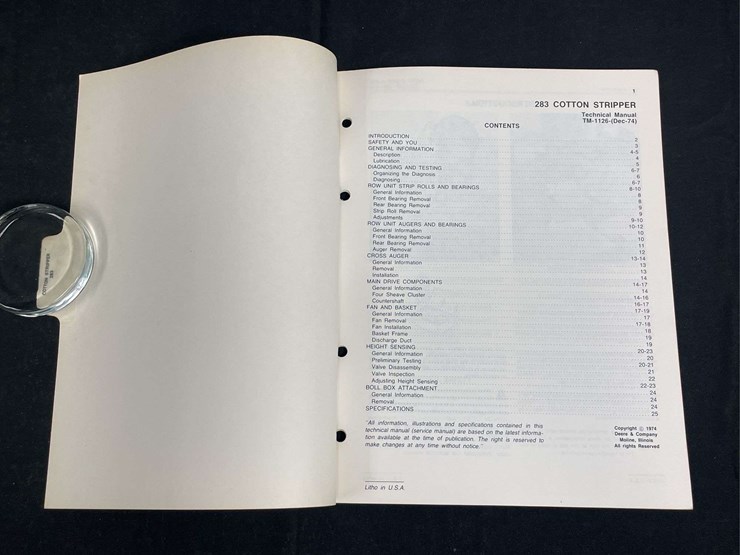 1
283 COTTON STRIPPER
Technical Manual
TM-1126-(Dec-74)
CONTENTS
INTRODUCTION 2
SAFETY AND YOU 3
GENERAL INFORMATION 4-5
Description 4
Lubrication 5
DIAGNOSING AND TESTING 6-7
Organizing the Diagnosis 6
Diagnosing 6-7
ROW UNIT STRIP ROLLS AND BEARINGS 8-10
General Information 8
Front Bearing Removal 8
Rear Bearing Removal 9
Strip Roll Removal 9
Adjustments 9-10
ROW UNIT AUGERS AND BEARINGS 10-12
General Information 10
Front Bearing Removal 10
Rear Bearing Removal 11
Auger Removal 12
CROSS AUGER 13-14
General Information 13
Removal 13
Installation 14
MAIN DRIVE COMPONENTS 14-17
General Information 14
Four Sheave Cluster 14-16
Countershaft 16-17
FAN AND BASKET 17-19
General Information 17
Fan Removal 17-18
Fan Installation 18
Basket Frame 19
Discharge Duct 19
HEIGHT SENSING 20-23
General Information 20
Preliminary Testing 20-21
Valve Disassembly 21
Valve Inspection 22
Adjusting Height Sensing 22-23
BOLL BOX ATTACHMENT 24
General Information 24
Removal 24
SPECIFICATIONS 25
"All information, illustrations and specifications contained in this
technical manual (service manual) are based on the latest informa-
tion available at the time of publication. The right is reserved to
make changes at any time without notice."
Copyright © 1974
Deere & Company
Moline, Illinois
All rights Reserved
Litho in U.S.A.
COTTON STRIPPER
283